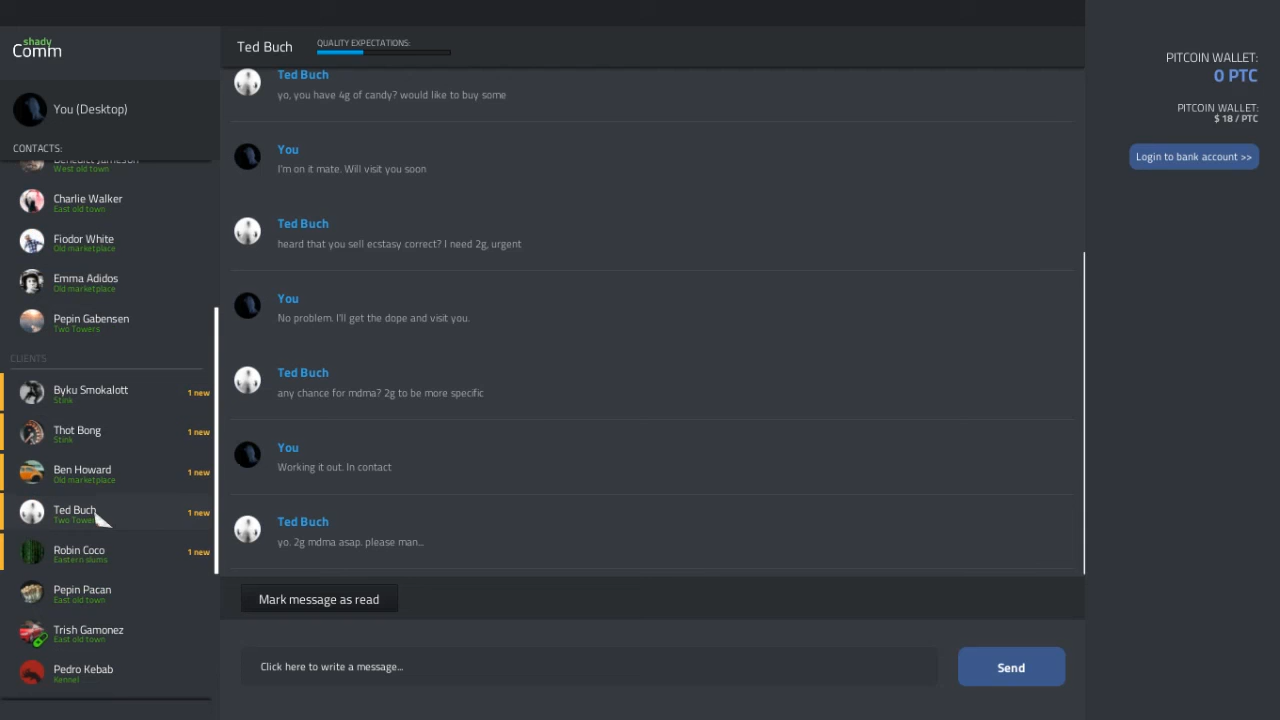 shady
Comm
You (Desktop)
CONTACTS:
Benedict Jameson
West old town
Charlie Walker
East old town
Fiodor White
Old marketplace
Emma Adidos
Old marketplace
Pepin Gabensen
Two Towers
CLIENTS
Byku Smokalott
Stink
1 new
Thot Bong
Stink
1 new
Ben Howard
Old marketplace
1 new
Ted Buch
Two Towers
1 new
Robin Coco
Eastern slums
1 new
Pepin Pacan
East old town
Trish Gamonez
East old town
Pedro Kebab
Kennel
Ted Buch
QUALITY EXPECTATIONS:
Ted Buch
yo, you have 4g of candy? would like to buy some
You
I'm on it mate. Will visit you soon
Ted Buch
heard that you sell ecstasy correct? I need 2g, urgent
You
No problem. I'll get the dope and visit you.
Ted Buch
any chance for mdma? 2g to be more specific
You
Working it out. In contact
Ted Buch
yo. 2g mdma asap. please man...
Mark message as read
Click here to write a message...
Send
PITCOIN WALLET:
0 PTC
PITCOIN WALLET:
$ 18 / PTC
Login to bank account >>